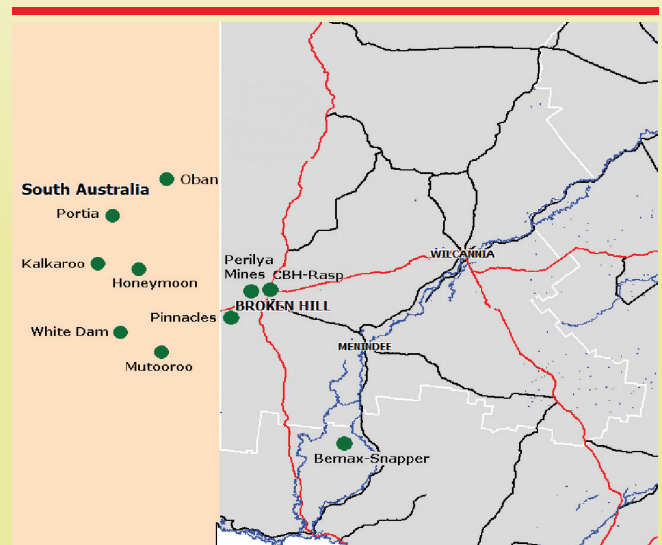 Oban
South Australia
Portia
Kalkaroo
Honeymoon
Perilya
Mines
CBH-Rasp
WILCANNIA
BROKEN HILL
Pinnacles
White Dam
MENINDEE
Mutooroo
Bemax-Snapper